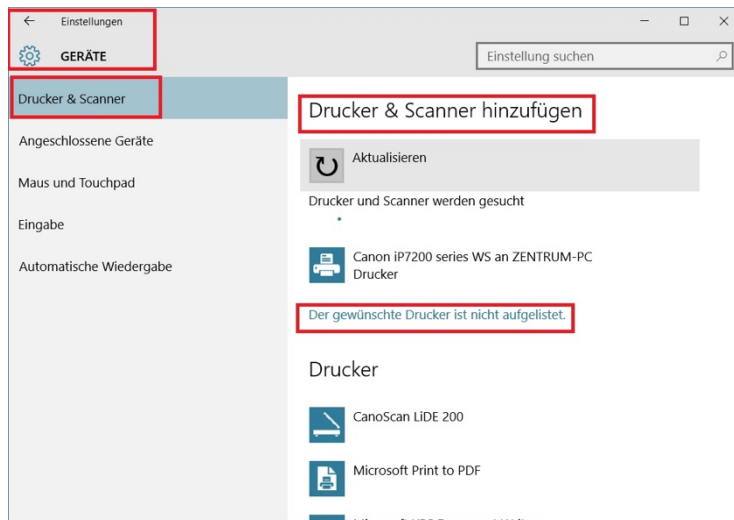 Einstellungen
GERÄTE
Einstellung suchen
Drucker & Scanner
Angeschlossene Geräte
Maus und Touchpad
Eingabe
Automatische Wiedergabe
Drucker & Scanner hinzufügen
Aktualisieren
Drucker und Scanner werden gesucht
Canon iP7200 series WS an ZENTRUM-PC
Drucker
Der gewünschte Drucker ist nicht aufgelistet.
Drucker
CanoScan LiDE 200
Microsoft Print to PDF